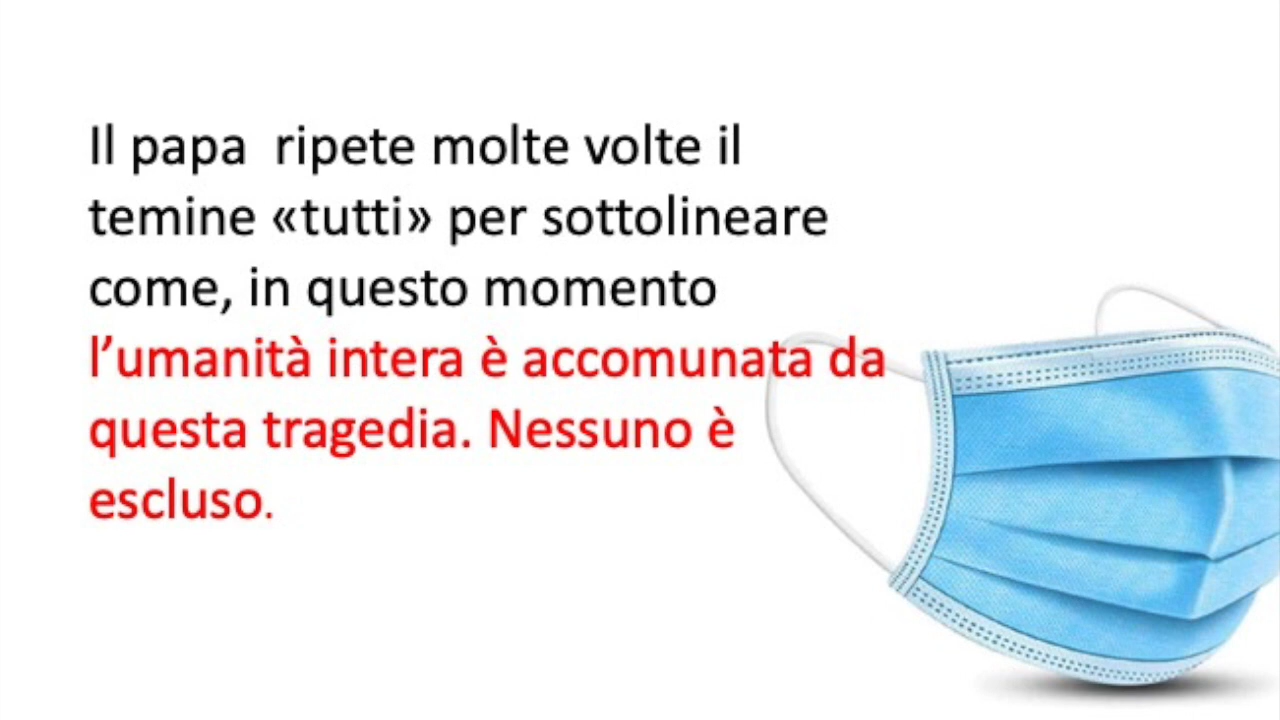 Il papa  ripete molte volte il
temine «tutti» per sottolineare
come, in questo momento
l’umanità intera è accomunata da
questa tragedia. Nessuno è
escluso.